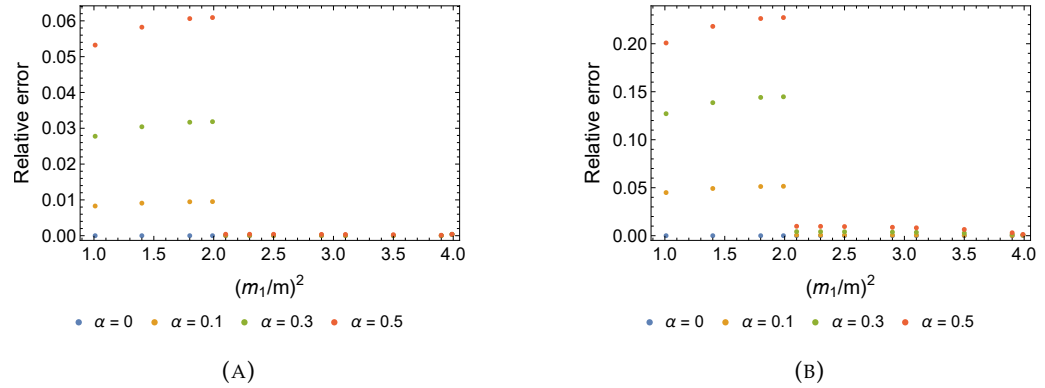 0.06
0.05
0.04
0.03
0.02
0.01
0.00
Relative error
1.0 1.5 2.0 2.5 3.0 3.5 4.0
(m₁/m)²
α = 0 α = 0.1 α = 0.3 α = 0.5
(A)
0.20
0.15
0.10
0.05
0.00
Relative error
1.0 1.5 2.0 2.5 3.0 3.5 4.0
(m₁/m)²
α = 0 α = 0.1 α = 0.3 α = 0.5
(B)